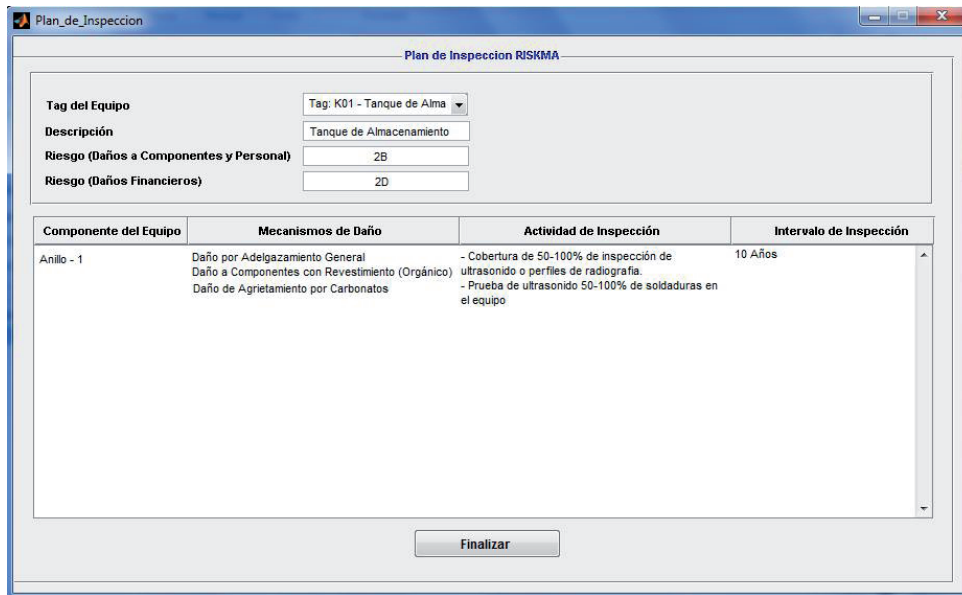 Plan_de_Inspeccion
Plan de Inspeccion RISKMA
Tag del Equipo
Tag: K01 - Tanque de Alma
Descripción
Tanque de Almacenamiento
Riesgo (Daños a Componentes y Personal)
2B
Riesgo (Daños Financieros)
2D
Componente del Equipo
Mecanismos de Daño
Actividad de Inspección
Intervalo de Inspección
Anillo - 1
Daño por Adelgazamiento General
Daño a Componentes con Revestimiento (Orgánico)
Daño de Agrietamiento por Carbonatos
- Cobertura de 50-100% de inspección de
ultrasonido o perfiles de radiografia.
- Prueba de ultrasonido 50-100% de soldaduras en
el equipo
10 Años
Finalizar